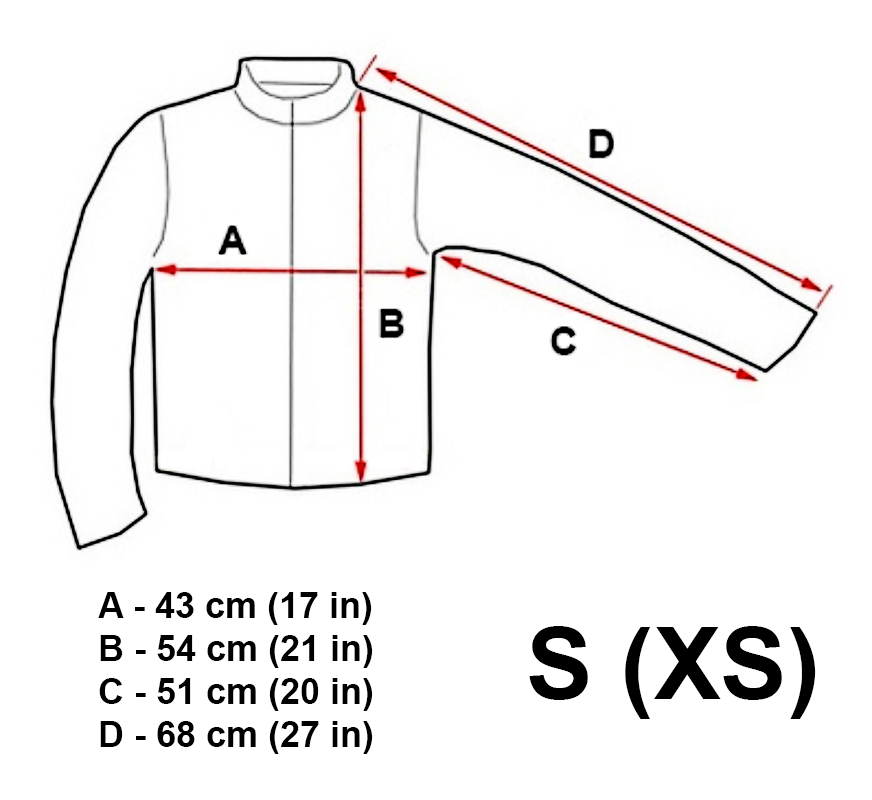 D
A
B
C
A - 43 cm (17 in)
B - 54 cm (21 in)
C - 51 cm (20 in)
D - 68 cm (27 in)
S (XS)